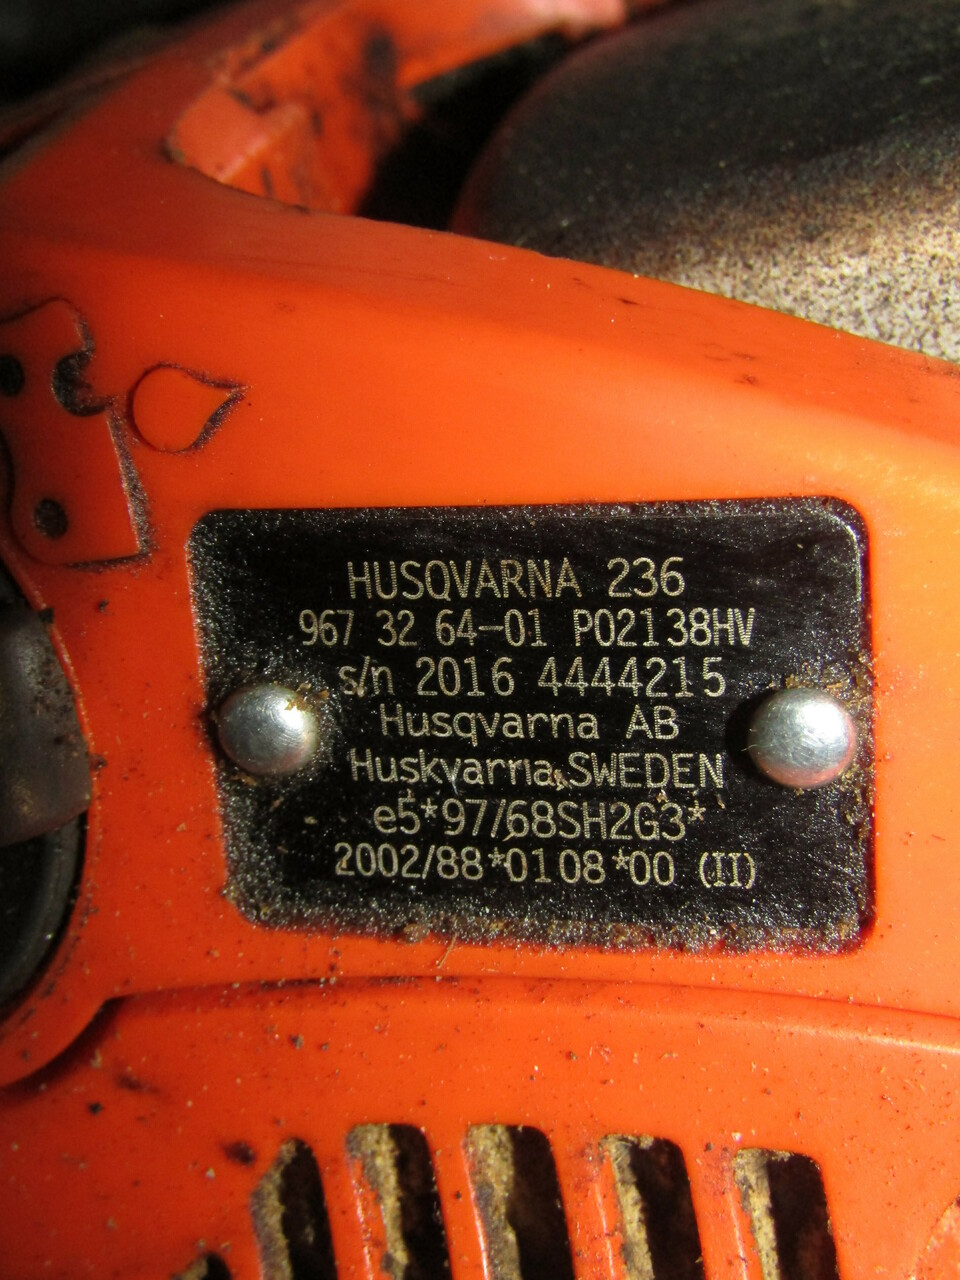 HUSQVARNA 236
967 32 64-01 P02138HV
s/n 2016 4444215
Husqvarna AB
Huskvarna, SWEDEN
e5*97/68SH2G3*
2002/88*0108*00 (II)